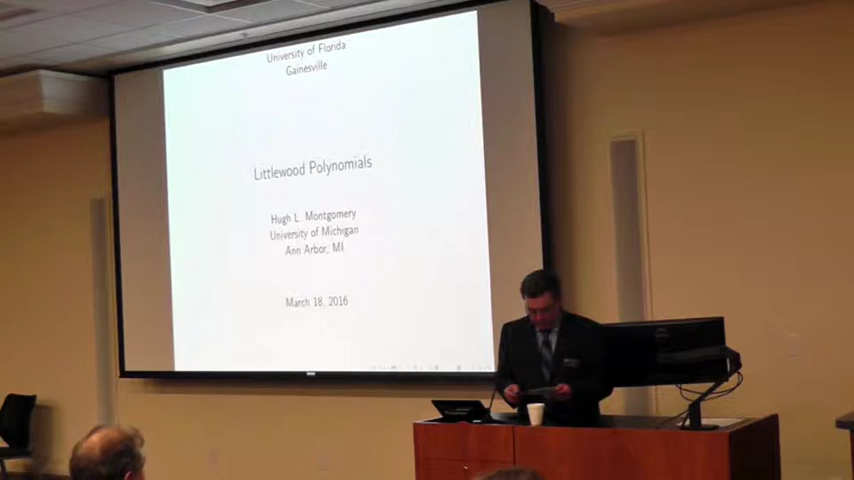 University of Florida
Gainesville
Littlewood Polynomials
Hugh L. Montgomery
University of Michigan
Ann Arbor, MI
March 18, 2016